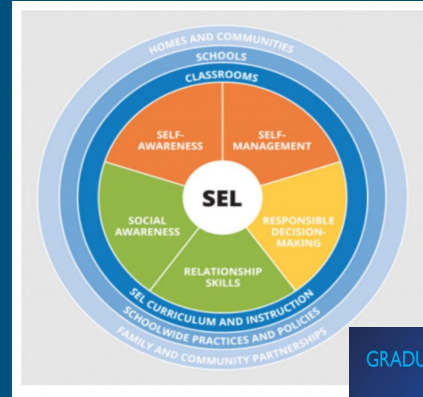 HOMES AND COMMUNITIES
SCHOOLS
CLASSROOMS
SELF-
AWARENESS
SELF-
MANAGEMENT
SEL
SOCIAL
AWARENESS
RESPONSIBLE
DECISION-
MAKING
RELATIONSHIP
SKILLS
SEL CURRICULUM AND INSTRUCTION
SCHOOLWIDE PRACTICES AND POLICIES
FAMILY AND COMMUNITY PARTNERSHIPS
GRADU